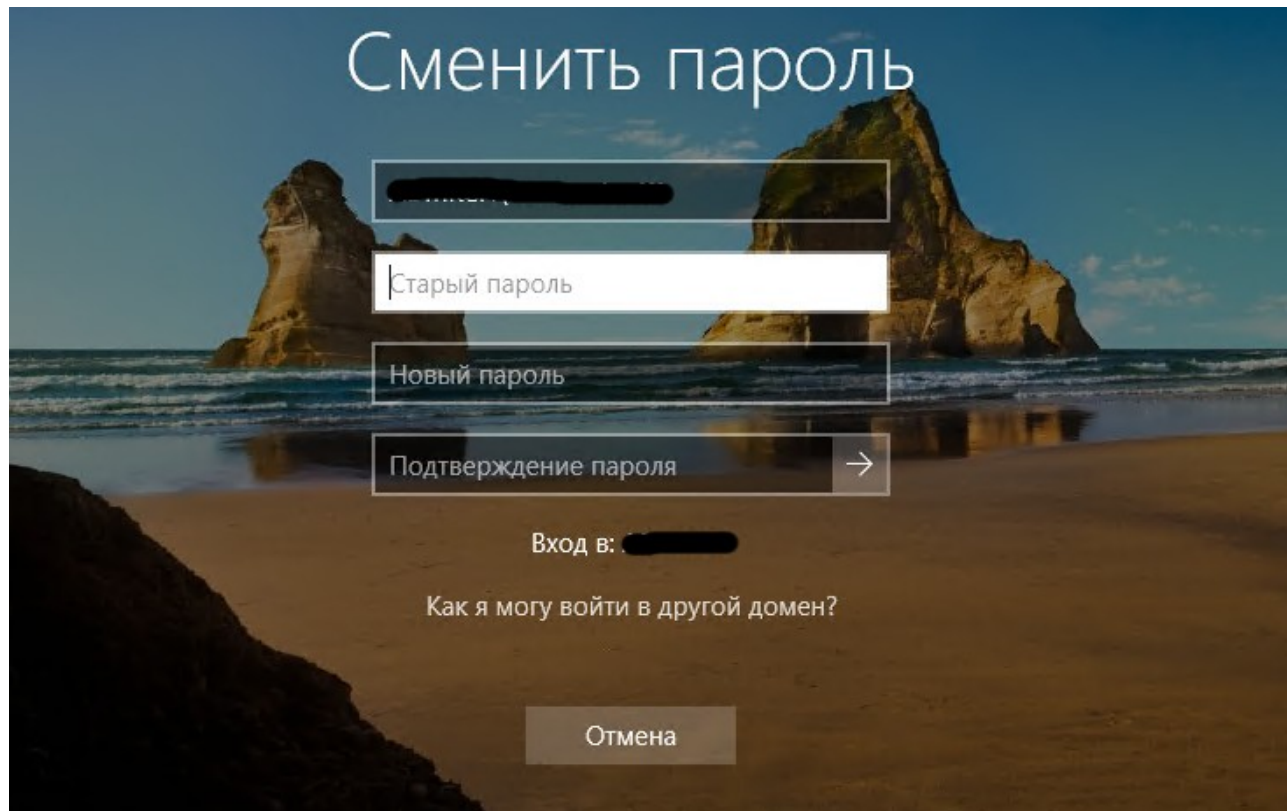 Сменить пароль
Старый пароль
Новый пароль
Подтверждение пароля
Вход в:
Как я могу войти в другой домен?
Отмена